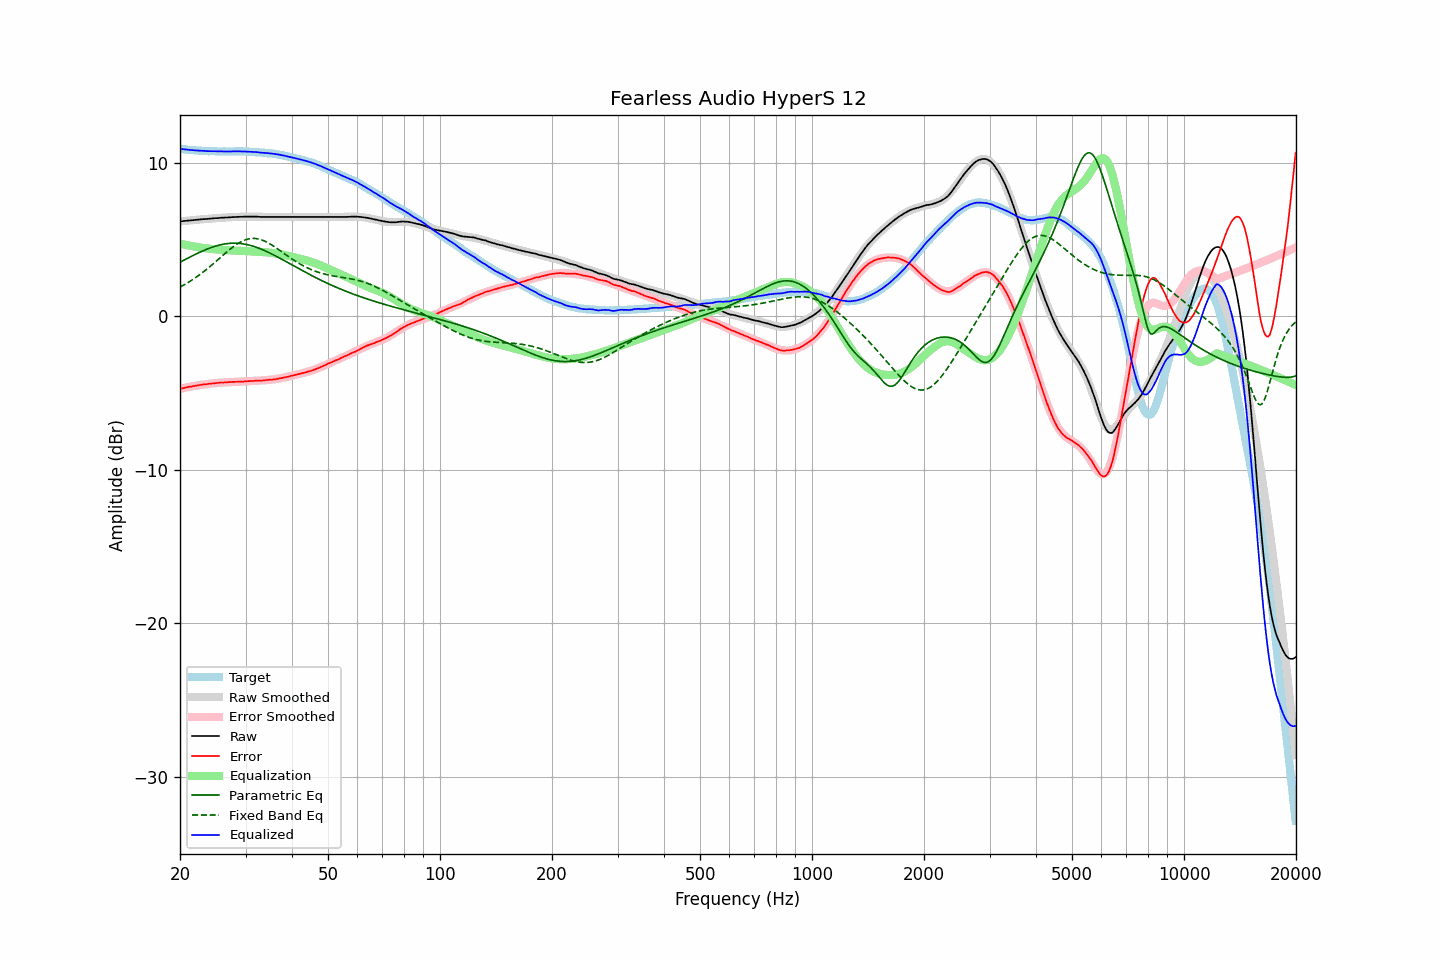 Fearless Audio HyperS 12
Amplitude (dBr)
10
0
−10
−20
−30
Target
Raw Smoothed
Error Smoothed
Raw
Error
Equalization
Parametric Eq
Fixed Band Eq
Equalized
20 50 100 200 500 1000 2000 5000 10000 20000
Frequency (Hz)